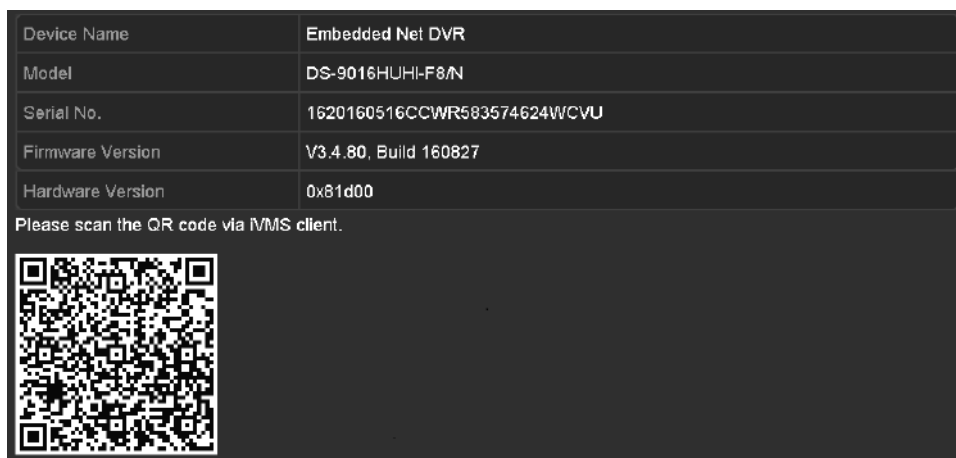 Device Name Embedded Net DVR
Model DS-9016HUHI-F8/N
Serial No. 1620160516CCWR583574624WCVU
Firmware Version V3.4.80, Build 160827
Hardware Version 0x81d00
Please scan the QR code via iVMS client.